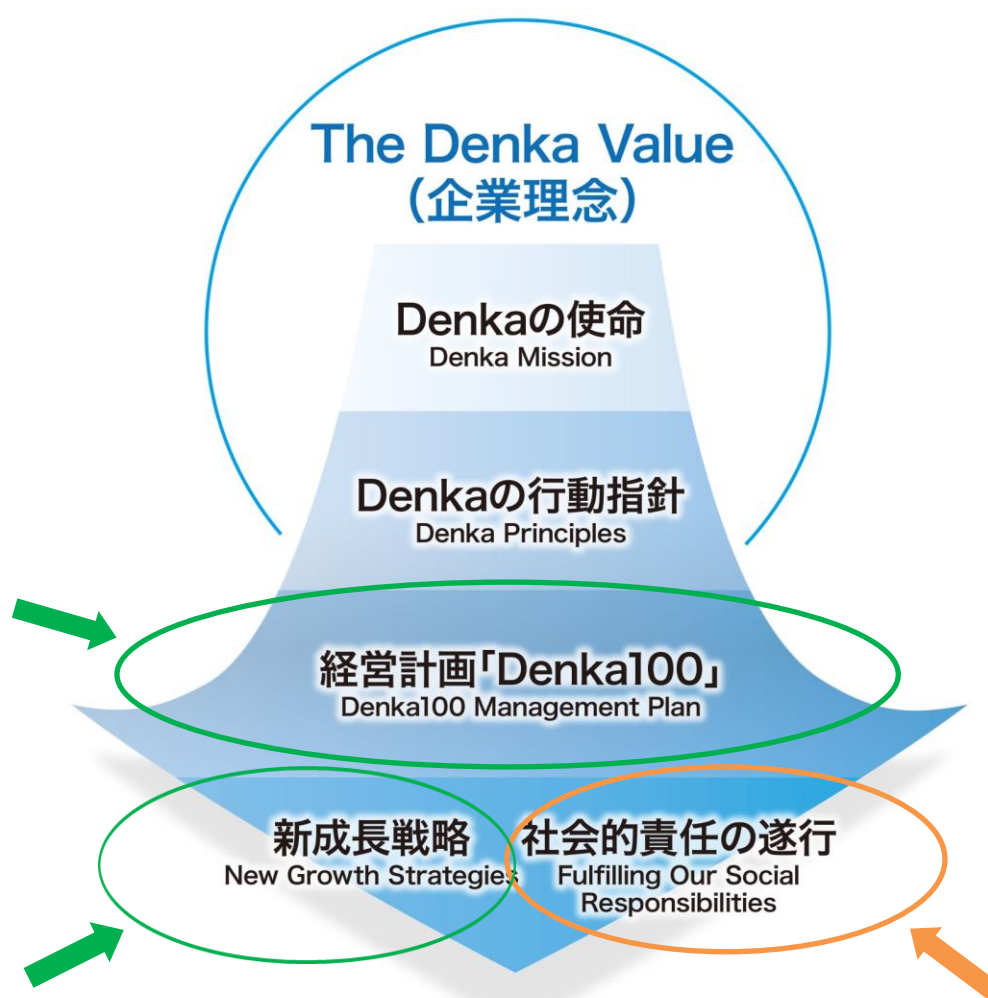 The Denka Value
(企業理念)
Denkaの使命
Denka Mission
Denkaの行動指針
Denka Principles
経営計画「Denka100」
Denka100 Management Plan
新成長戦略
New Growth Strategies
社会的責任の遂行
Fulfilling Our Social
Responsibilities